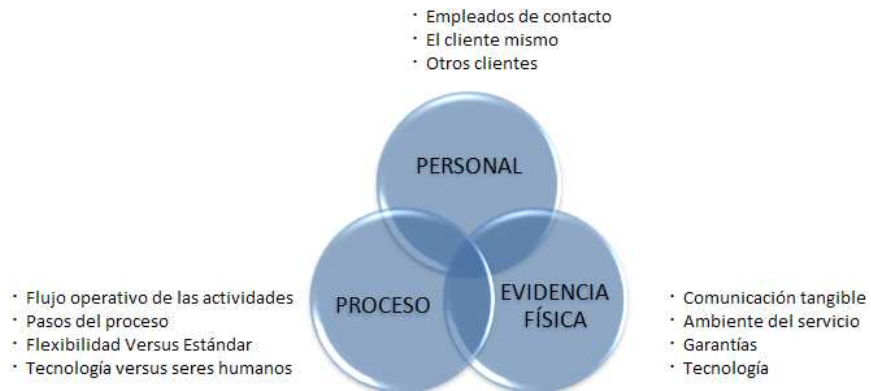 · Empleados de contacto
· El cliente mismo
· Otros clientes
PERSONAL
PROCESO
EVIDENCIA
FÍSICA
· Flujo operativo de las actividades
· Pasos del proceso
· Flexibilidad Versus Estándar
· Tecnología versus seres humanos
· Comunicación tangible
· Ambiente del servicio
· Garantías
· Tecnología